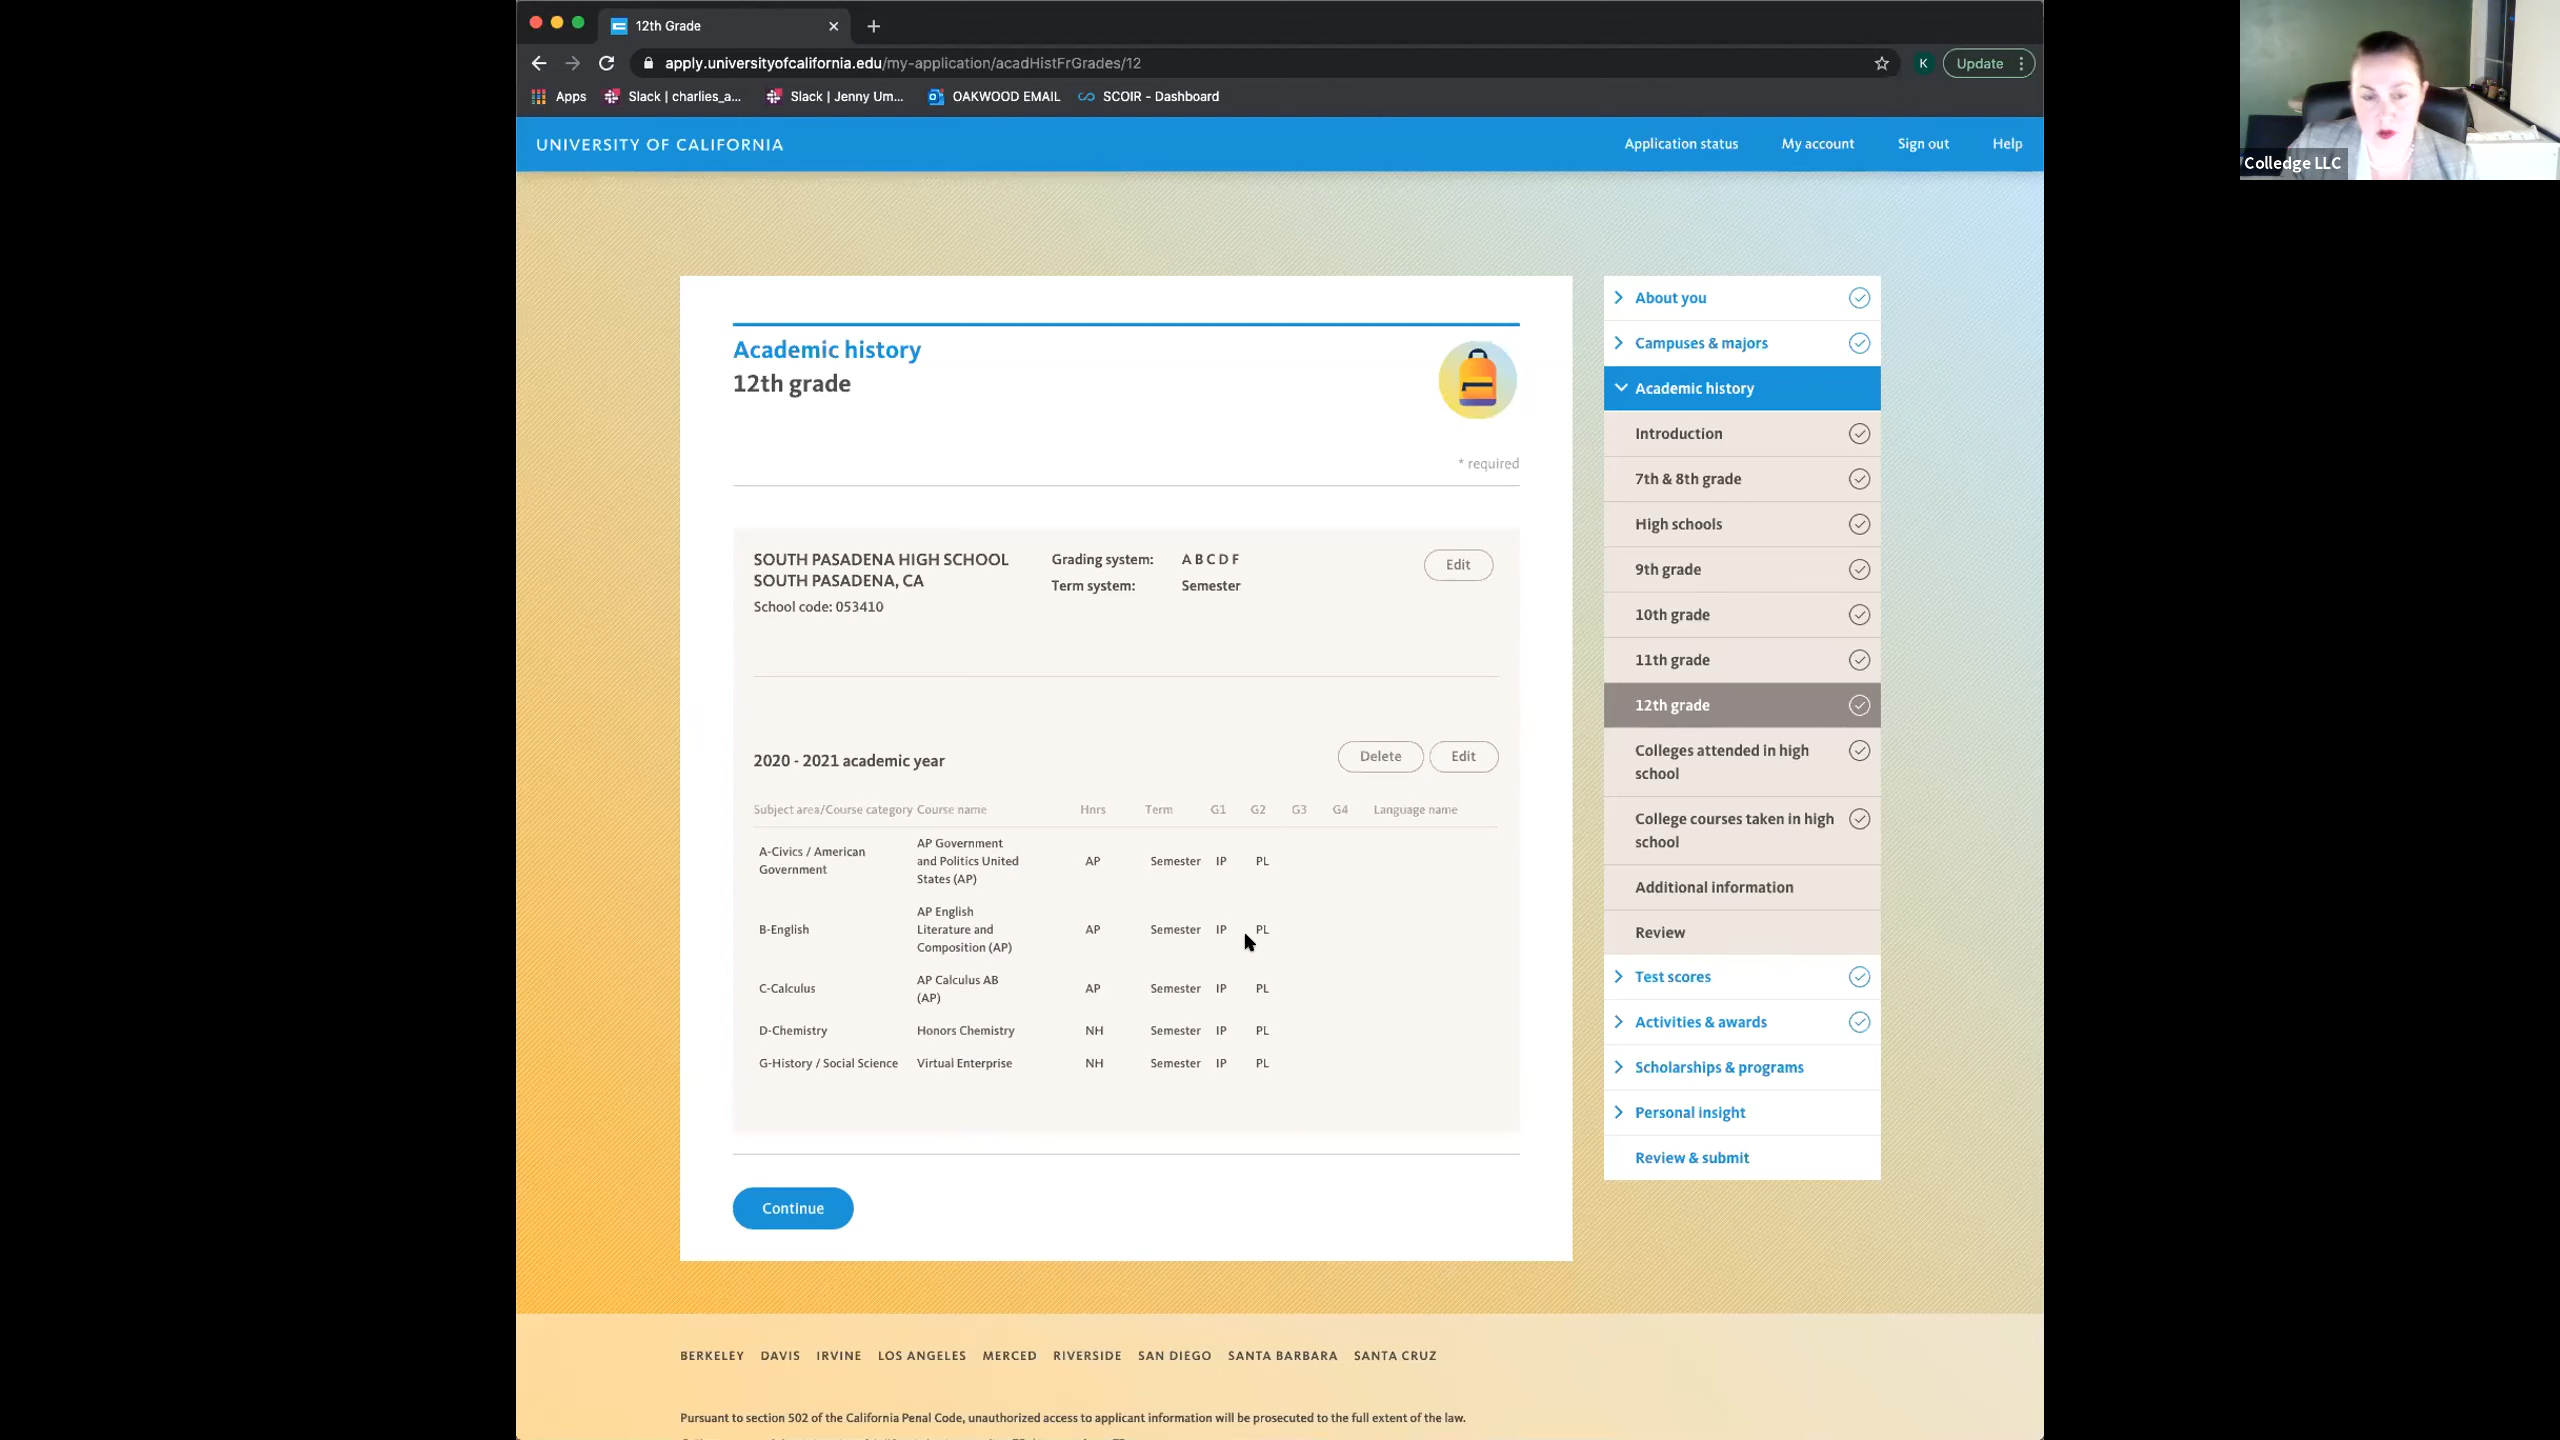 12th Grade
apply.universityofcalifornia.edu/my-application/acadHistFrGrades/12
K
Update
Apps
Slack | charlies_a...
Slack | Jenny Um...
OAKWOOD EMAIL
SCOIR - Dashboard
Colledge LLC
UNIVERSITY OF CALIFORNIA
Application status
My account
Sign out
Help
Academic history
12th grade
* required
SOUTH PASADENA HIGH SCHOOL
SOUTH PASADENA, CA
School code: 053410
Grading system: A B C D F
Term system: Semester
Edit
2020 - 2021 academic year
Delete
Edit
Subject area/Course category Course name Hnrs Term G1 G2 G3 G4 Language name
A-Civics / American
Government
AP Government
and Politics United
States (AP)
AP Semester IP PL
B-English
AP English
Literature and
Composition (AP)
AP Semester IP PL
C-Calculus
AP Calculus AB
(AP)
AP Semester IP PL
D-Chemistry Honors Chemistry NH Semester IP PL
G-History / Social Science Virtual Enterprise NH Semester IP PL
Continue
About you
Campuses & majors
Academic history
Introduction
7th & 8th grade
High schools
9th grade
10th grade
11th grade
12th grade
Colleges attended in high
school
College courses taken in high
school
Additional information
Review
Test scores
Activities & awards
Scholarships & programs
Personal insight
Review & submit
BERKELEY DAVIS IRVINE LOS ANGELES MERCED RIVERSIDE SAN DIEGO SANTA BARBARA SANTA CRUZ
Pursuant to section 502 of the California Penal Code, unauthorized access to applicant information will be prosecuted to the full extent of the law.